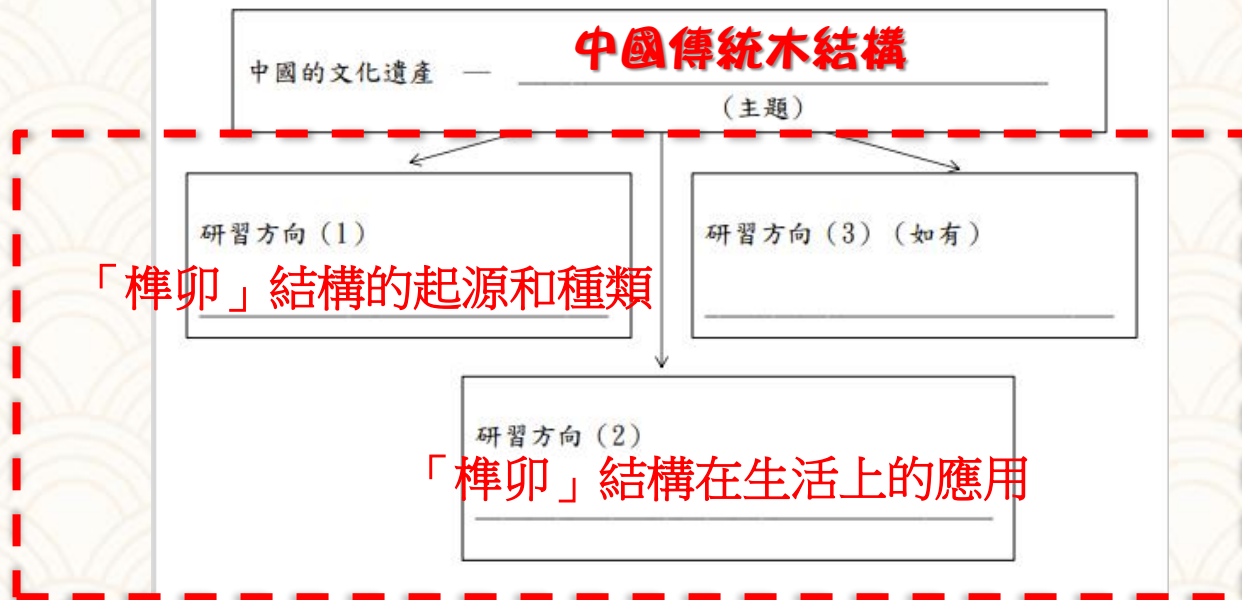 中國的文化遺產 — 中國傳統木結構
(主題)
研習方向(1)
「榫卯」結構的起源和種類
研習方向(3)(如有)
研習方向(2)
「榫卯」結構在生活上的應用